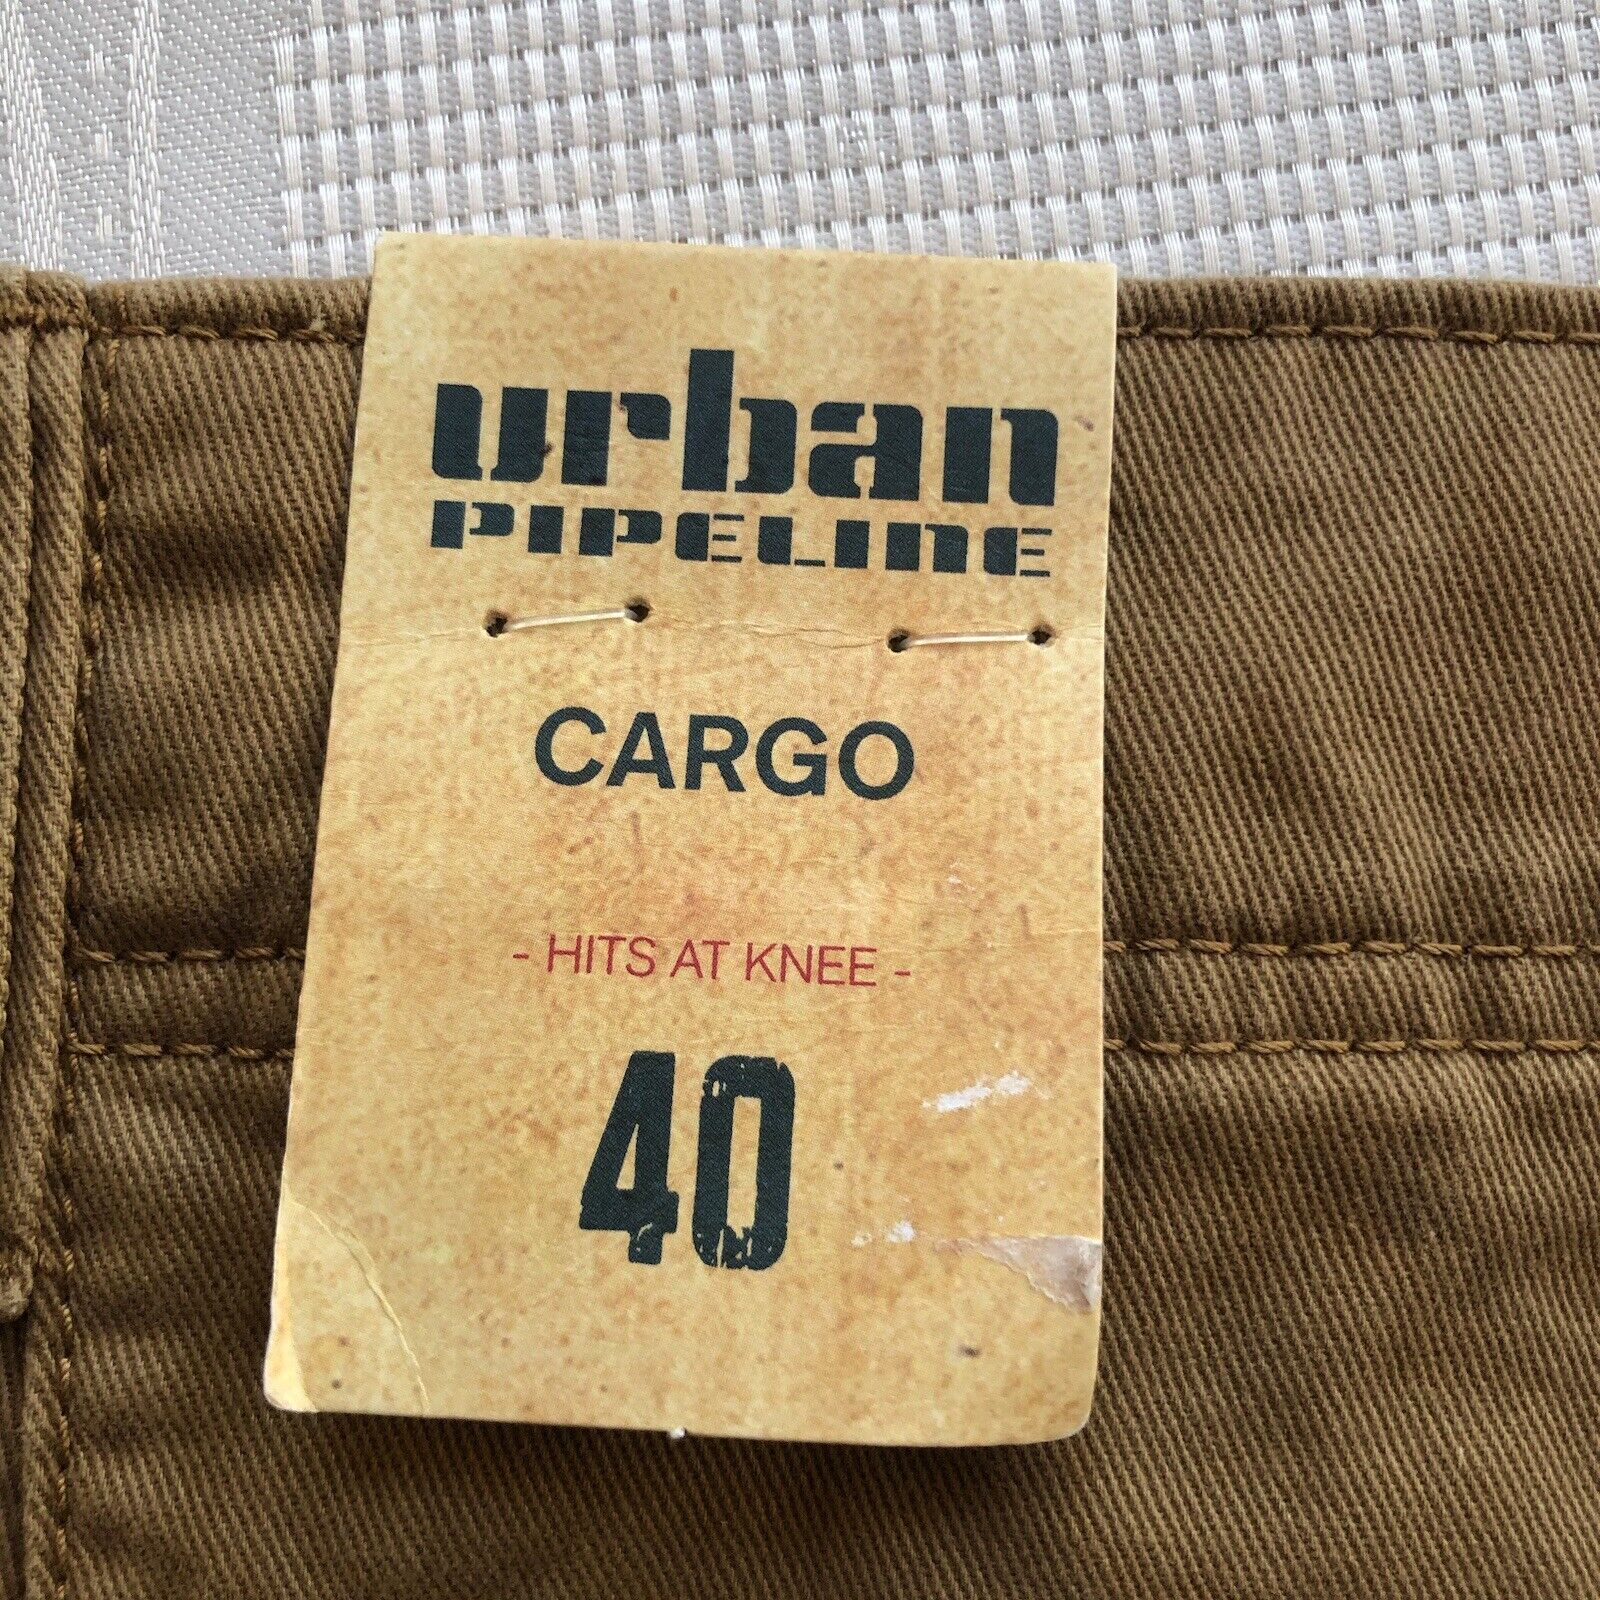 urban
PIPELINE
CARGO
- HITS AT KNEE -
40